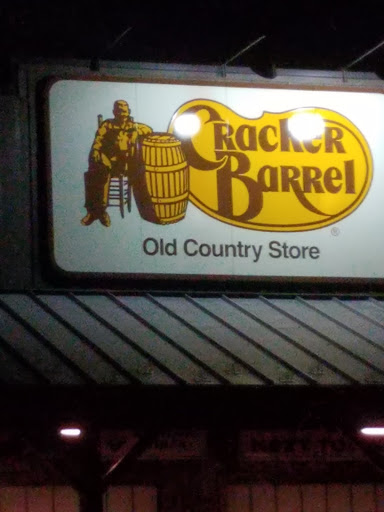 Cracker
Barrel
®
Old Country Store